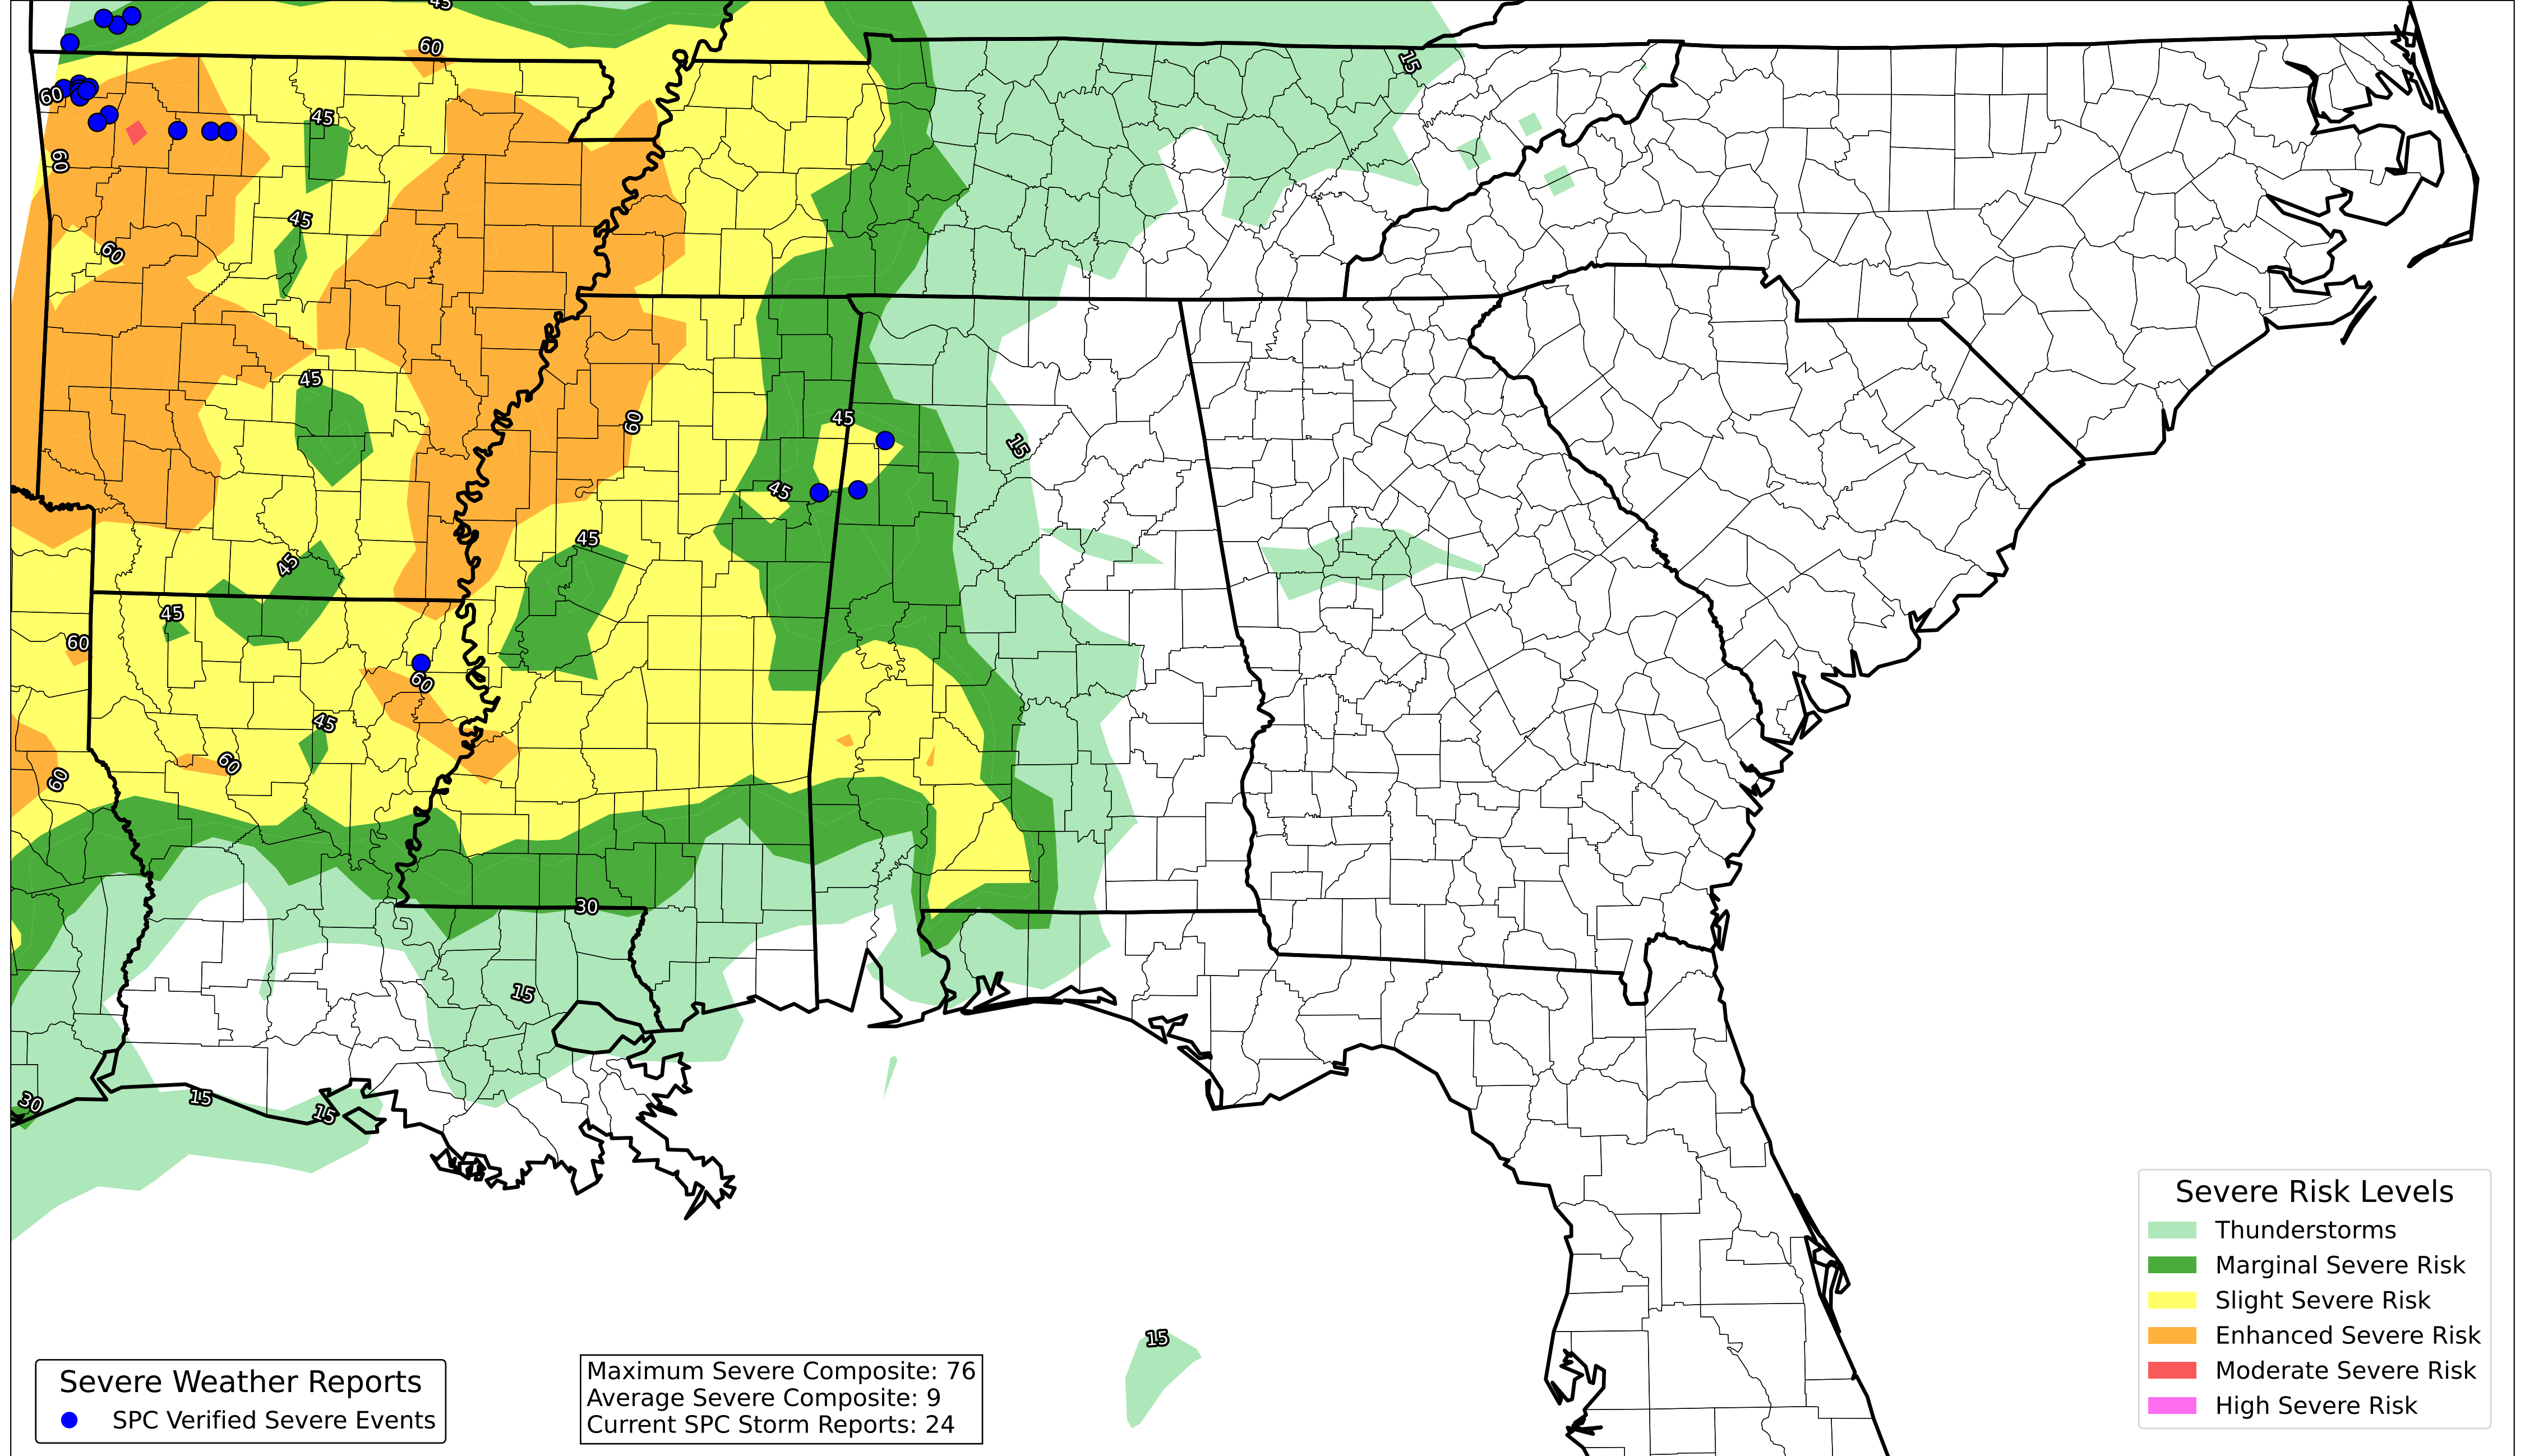 45
60
15
60
45
60
45
60
45
45
60
15
45
45
45
45
60
60
45
60
60
30
15
30
15
15
15
Severe Risk Levels
Thunderstorms
Marginal Severe Risk
Slight Severe Risk
Enhanced Severe Risk
Moderate Severe Risk
High Severe Risk
Severe Weather Reports
SPC Verified Severe Events
Maximum Severe Composite: 76
Average Severe Composite: 9
Current SPC Storm Reports: 24